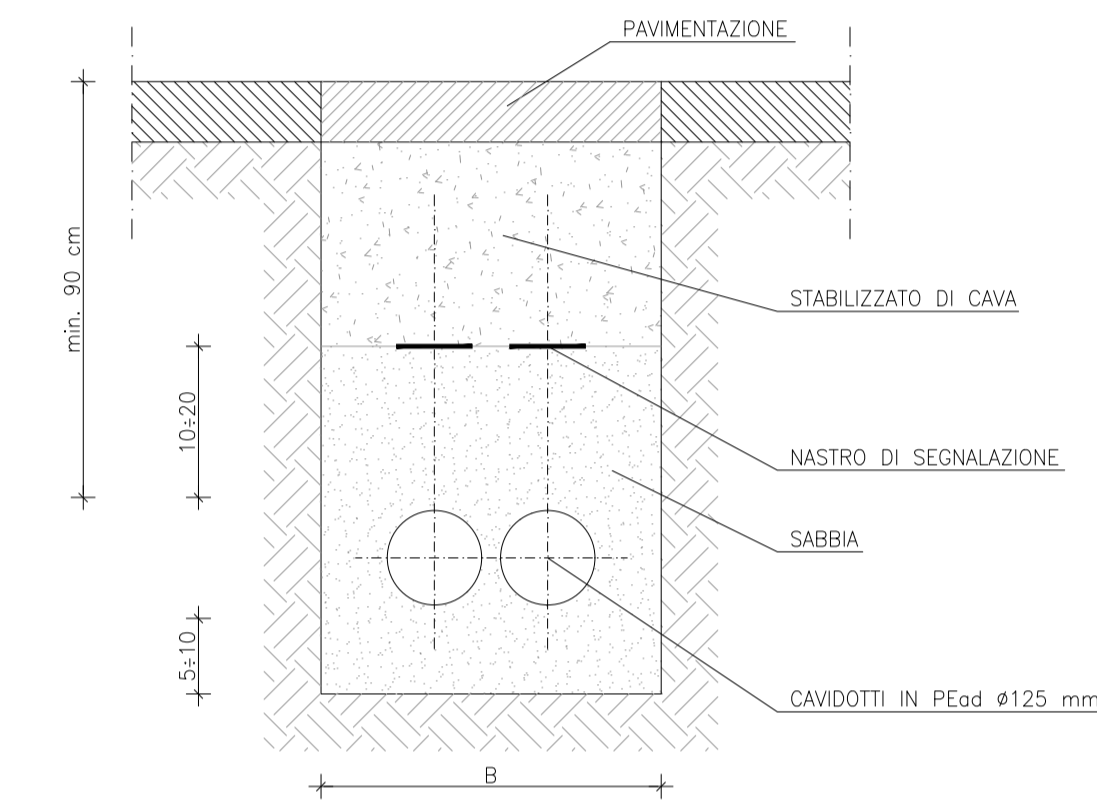 PAVIMENTAZIONE
min. 90 cm
STABILIZZATO DI CAVA
10÷20
NASTRO DI SEGNALAZIONE
SABBIA
5÷10
CAVIDOTTI IN PEad ø125 mm
B